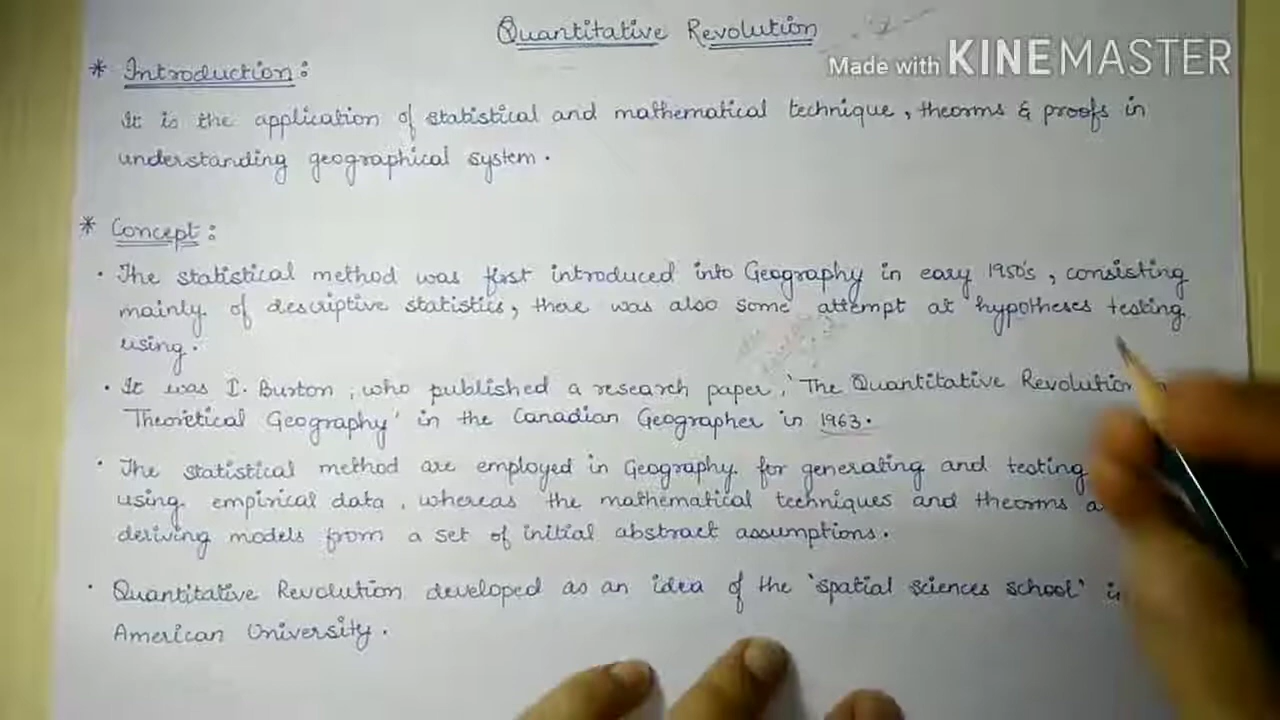 Quantitative Revolution
Made with KINEMASTER
* Introduction:
It is the application of statistical and mathematical technique, theorms & proofs in
understanding geographical system.
* Concept:
• The statistical method was first introduced into Geography in eary 1950's, consisting
mainly of descriptive statistics, there was also some attempt at hypotheses testing
using.
• It was I. Burton, who published a research paper, 'The Quantitative Revolution
Theoretical Geography' in the Canadian Geographer in 1963.
• The statistical method are employed in Geography for generating and testing
using empirical data, whereas the mathematical techniques and theorms
deriving models from a set of initial abstract assumptions.
• Quantitative Revolution developed as an idea of the 'spatial sciences school' in
American University.